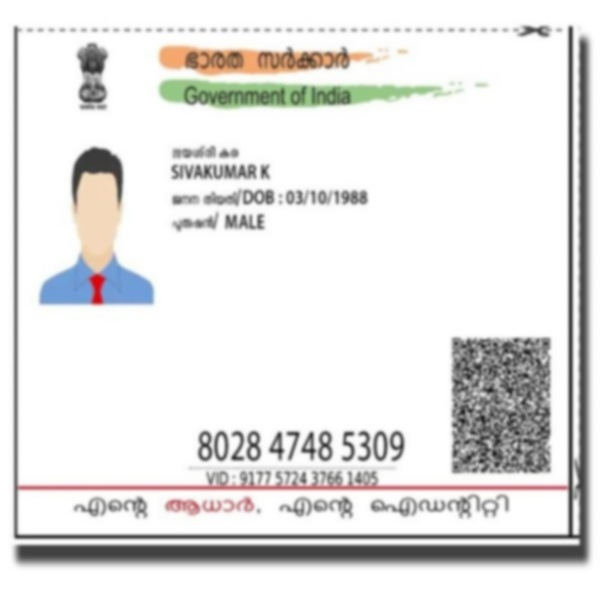 ഭാരത സർക്കാർ
Government of India
SIVAKUMAR K
ജനന തിയതി/DOB : 03/10/1988
പുരുഷൻ/ MALE
8028 4748 5309
VID : 9177 5724 3766 1405
എന്റെ ആധാർ, എന്റെ ഐഡന്റിറ്റി